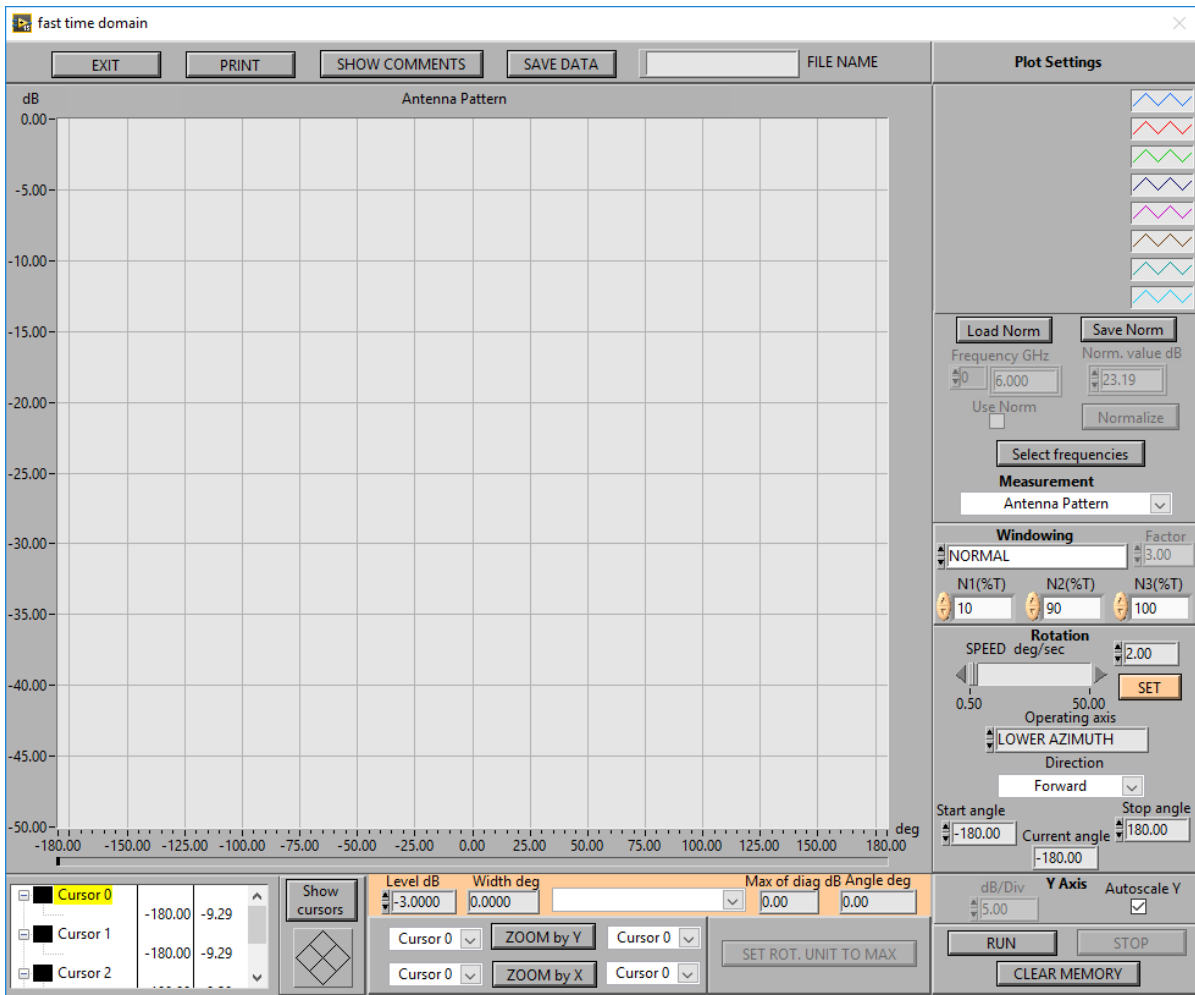 fast time domain
EXIT PRINT SHOW COMMENTS SAVE DATA FILE NAME Plot Settings
dB Antenna Pattern
0.00
-5.00
-10.00
-15.00
-20.00
-25.00
-30.00
-35.00
-40.00
-45.00
-50.00
-180.00 -150.00 -125.00 -100.00 -75.00 -50.00 -25.00 0.00 25.00 50.00 75.00 100.00 125.00 150.00 180.00 deg
Load Norm Save Norm
Frequency GHz Norm. value dB
0 6.000 23.19
Use Norm Normalize
Select frequencies
Measurement
Antenna Pattern
Windowing Factor
NORMAL 3.00
N1(%T) N2(%T) N3(%T)
10 90 100
Rotation
SPEED deg/sec 2.00
SET
0.50 50.00
Operating axis
LOWER AZIMUTH
Direction
Forward
Start angle Stop angle
-180.00 Current angle 180.00
-180.00
Cursor 0
-180.00 -9.29
Cursor 1
-180.00 -9.29
Cursor 2
Show
cursors
Level dB Width deg Max of diag dB Angle deg
-3.0000 0.0000 0.00 0.00
Cursor 0 ZOOM by Y Cursor 0
Cursor 0 ZOOM by X Cursor 0
SET ROT. UNIT TO MAX
dB/Div Y Axis Autoscale Y
5.00
RUN STOP
CLEAR MEMORY